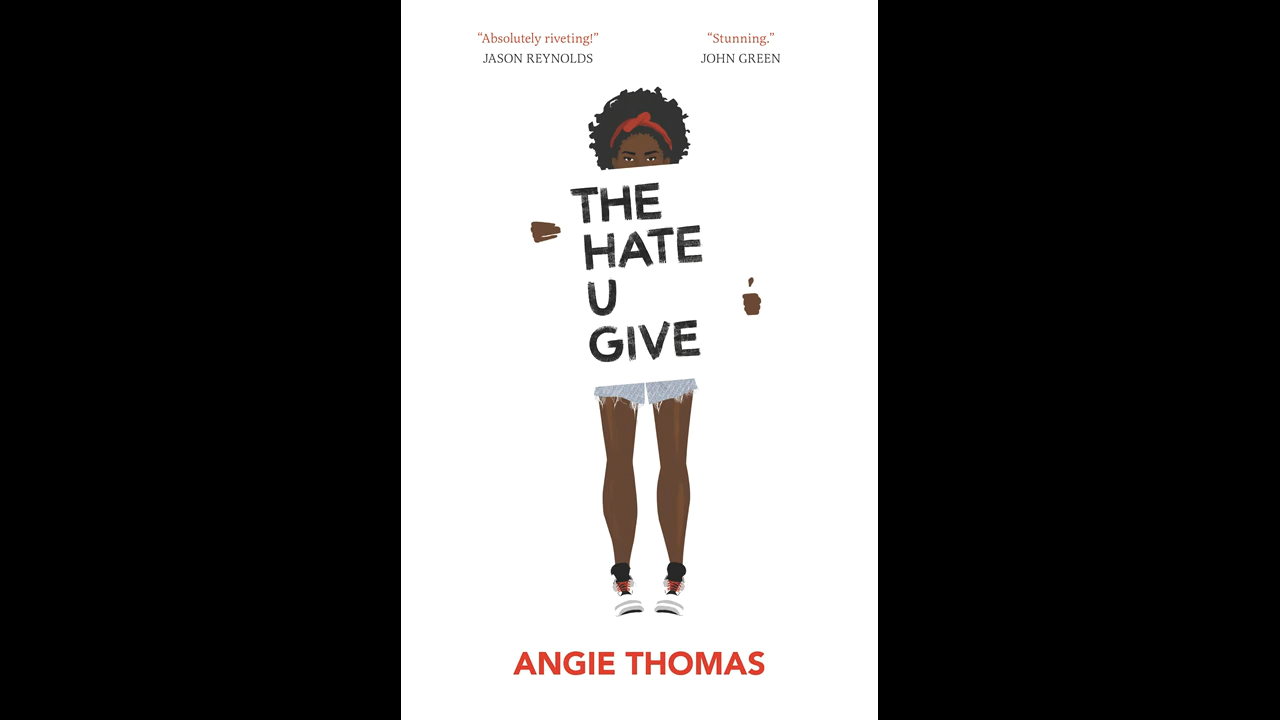 “Absolutely riveting!”
JASON REYNOLDS
“Stunning.”
JOHN GREEN
THE
HATE
U
GIVE
ANGIE THOMAS